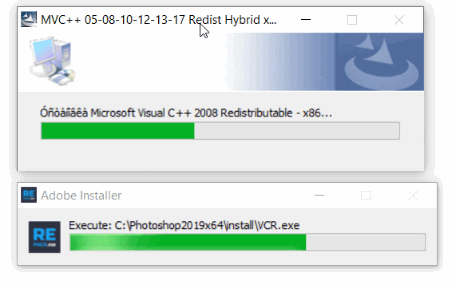 MVC++ 05-08-10-12-13-17 Redist Hybrid x...
Óñòàíîâêà Microsoft Visual C++ 2008 Redistributable - x86...
Adobe Installer
RE
RE
Execute: C:\Photoshop2019x64\install\VCR.exe